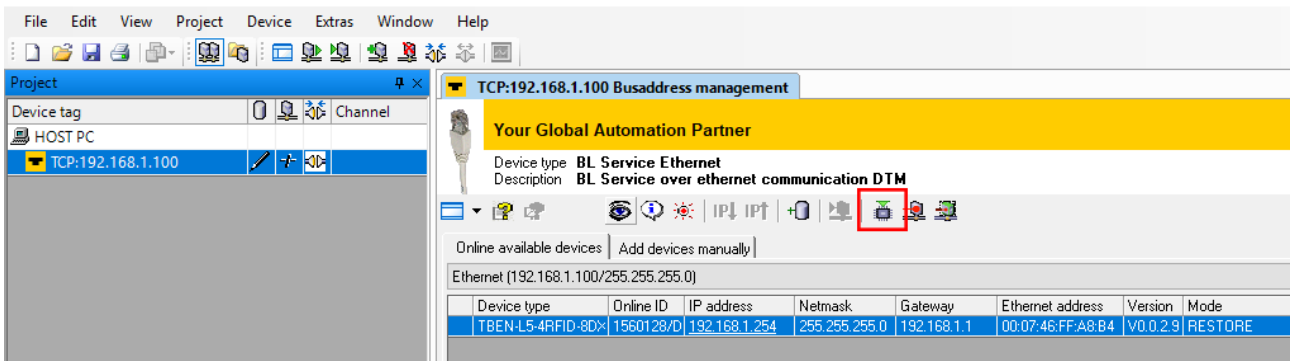 File Edit View Project Device Extras Window Help
Project
Device tag Channel
HOST PC
TCP:192.168.1.100
TCP:192.168.1.100 Busaddress management
Your Global Automation Partner
Device type BL Service Ethernet
Description BL Service over ethernet communication DTM
IP IP
Online available devices Add devices manually
Ethernet (192.168.1.100/255.255.255.0)
Device type Online ID IP address Netmask Gateway Ethernet address Version Mode
TBEN-L5-4RFID-8DX 1560128/D 192.168.1.254 255.255.255.0 192.168.1.1 00:07:46:FF:A8:B4 V0.0.2.9 RESTORE